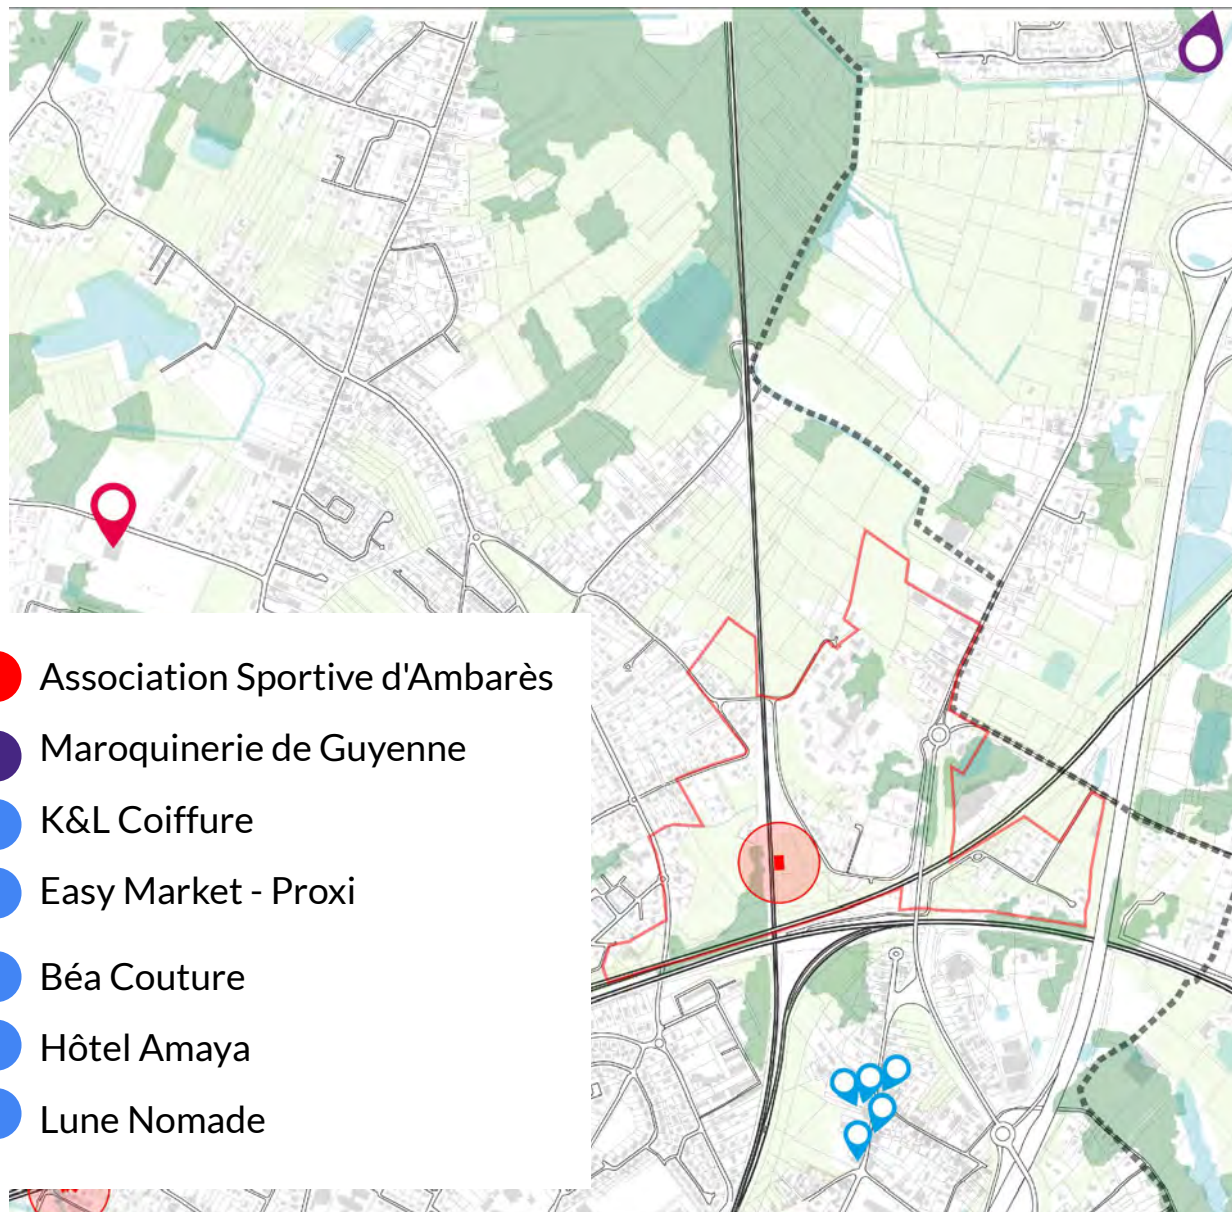 Association Sportive d'Ambarès
Maroquinerie de Guyenne
K&L Coiffure
Easy Market - Proxi
Béa Couture
Hôtel Amaya
Lune Nomade